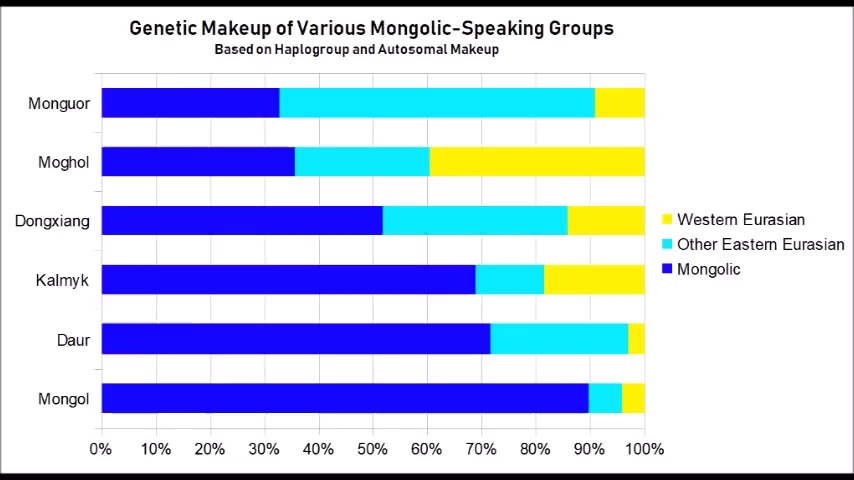 Genetic Makeup of Various Mongolic-Speaking Groups
Based on Haplogroup and Autosomal Makeup
Monguor
Moghol
Dongxiang
Kalmyk
Daur
Mongol
Western Eurasian
Other Eastern Eurasian
Mongolic
0% 10% 20% 30% 40% 50% 60% 70% 80% 90% 100%